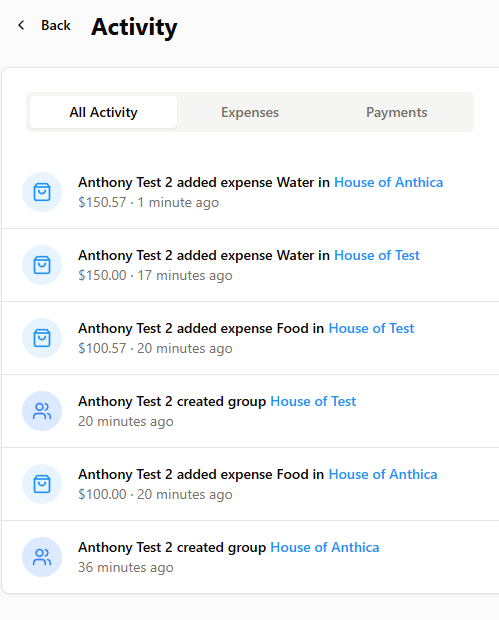 Back
Activity
All Activity
Expenses
Payments
Anthony Test 2 added expense Water in House of Anthica
$150.57 · 1 minute ago
Anthony Test 2 added expense Water in House of Test
$150.00 · 17 minutes ago
Anthony Test 2 added expense Food in House of Test
$100.57 · 20 minutes ago
Anthony Test 2 created group House of Test
20 minutes ago
Anthony Test 2 added expense Food in House of Anthica
$100.00 · 20 minutes ago
Anthony Test 2 created group House of Anthica
36 minutes ago